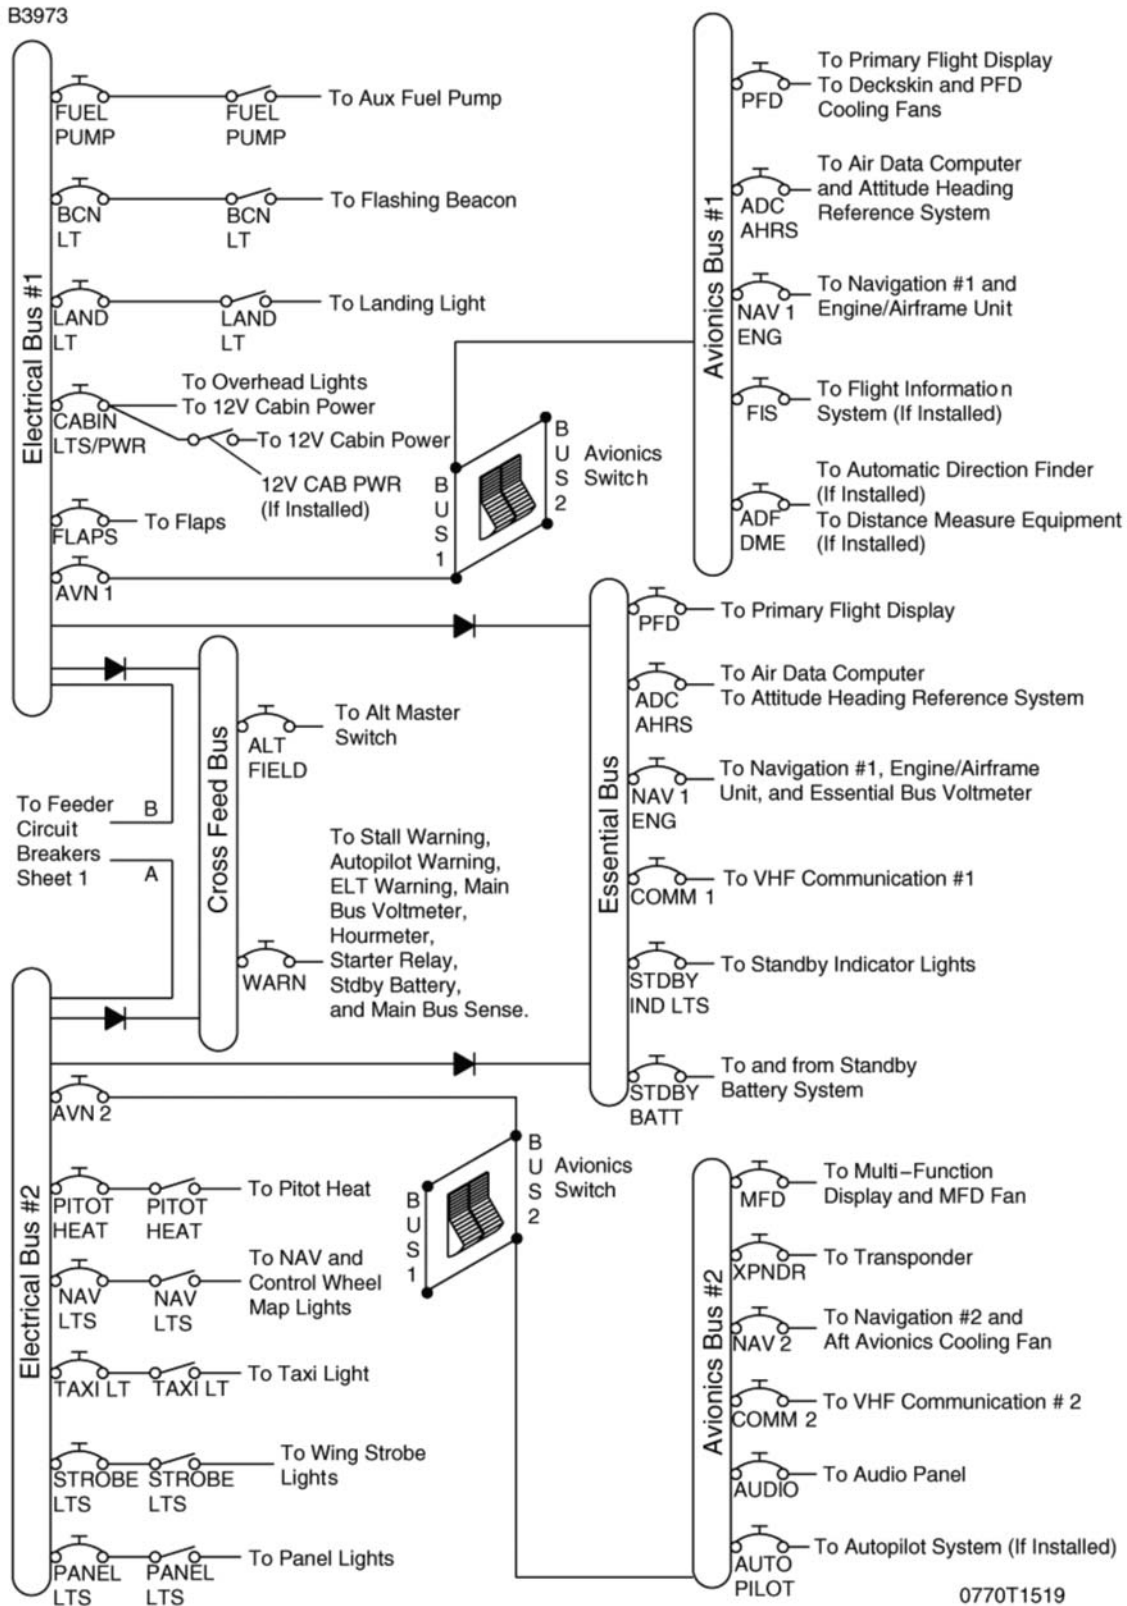 B3973
Electrical Bus #1
FUEL
PUMP
FUEL
PUMP
To Aux Fuel Pump
BCN
LT
BCN
LT
To Flashing Beacon
LAND
LT
LAND
LT
To Landing Light
CABIN
LTS/PWR
To Overhead Lights
To 12V Cabin Power
To 12V Cabin Power
12V CAB PWR
(If Installed)
FLAPS
To Flaps
AVN 1
BUS 1
BUS 2
Avionics
Switch
Avionics Bus #1
PFD
To Primary Flight Display
To Deckskin and PFD
Cooling Fans
ADC
AHRS
To Air Data Computer
and Attitude Heading
Reference System
NAV 1
ENG
To Navigation #1 and
Engine/Airframe Unit
FIS
To Flight Information
System (If Installed)
ADF
DME
To Automatic Direction Finder
(If Installed)
To Distance Measure Equipment
(If Installed)
Cross Feed Bus
ALT
FIELD
To Alt Master
Switch
WARN
To Stall Warning,
Autopilot Warning,
ELT Warning, Main
Bus Voltmeter,
Hourmeter,
Starter Relay,
Stdby Battery,
and Main Bus Sense.
To Feeder
Circuit
Breakers
Sheet 1
B
A
Essential Bus
PFD
To Primary Flight Display
ADC
AHRS
To Air Data Computer
To Attitude Heading Reference System
NAV 1
ENG
To Navigation #1, Engine/Airframe
Unit, and Essential Bus Voltmeter
COMM 1
To VHF Communication #1
STDBY
IND LTS
To Standby Indicator Lights
STDBY
BATT
To and from Standby
Battery System
Electrical Bus #2
AVN 2
BUS 1
BUS 2
Avionics
Switch
PITOT
HEAT
PITOT
HEAT
To Pitot Heat
NAV
LTS
NAV
LTS
To NAV and
Control Wheel
Map Lights
TAXI LT
TAXI LT
To Taxi Light
STROBE
LTS
STROBE
LTS
To Wing Strobe
Lights
PANEL
LTS
PANEL
LTS
To Panel Lights
Avionics Bus #2
MFD
To Multi–Function
Display and MFD Fan
XPNDR
To Transponder
NAV 2
To Navigation #2 and
Aft Avionics Cooling Fan
COMM 2
To VHF Communication # 2
AUDIO
To Audio Panel
AUTO
PILOT
To Autopilot System (If Installed)
0770T1519